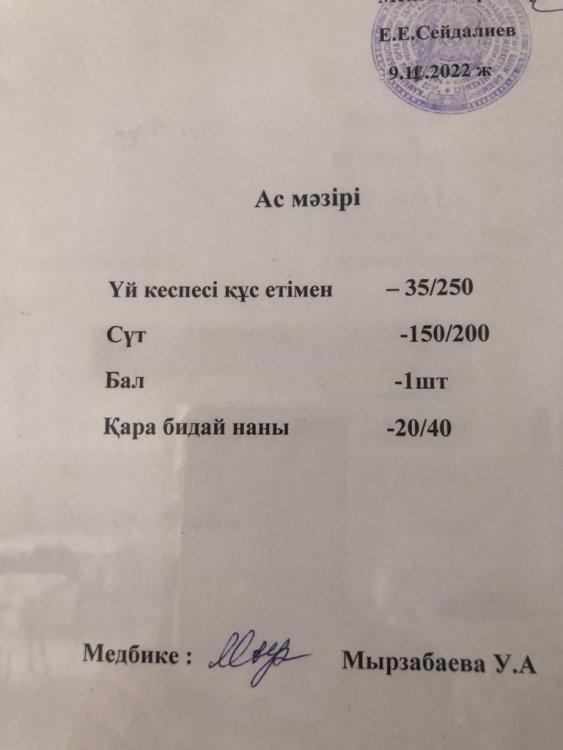 Е.Е.Сейдалиев
9.11.2022 ж
Ас мәзірі
Үй кеспесі құс етімен – 35/250
Сүт -150/200
Бал -1шт
Қара бидай наны -20/40
Медбике : Мырзабаева У.А